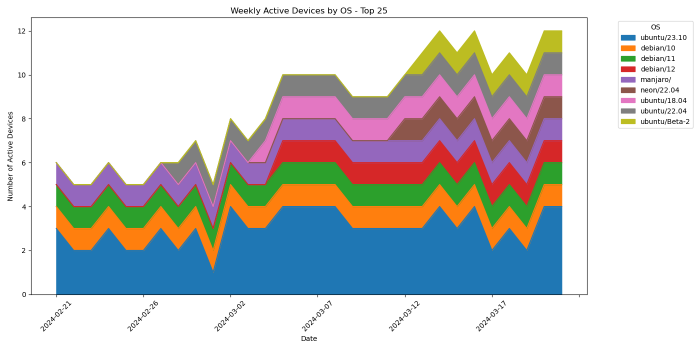 Weekly Active Devices by OS - Top 25
Number of Active Devices
12
10
8
6
4
2
0
2024-02-21
2024-02-26
2024-03-02
2024-03-07
2024-03-12
2024-03-17
Date
OS
ubuntu/23.10
debian/10
debian/11
debian/12
manjaro/
neon/22.04
ubuntu/18.04
ubuntu/22.04
ubuntu/Beta-2